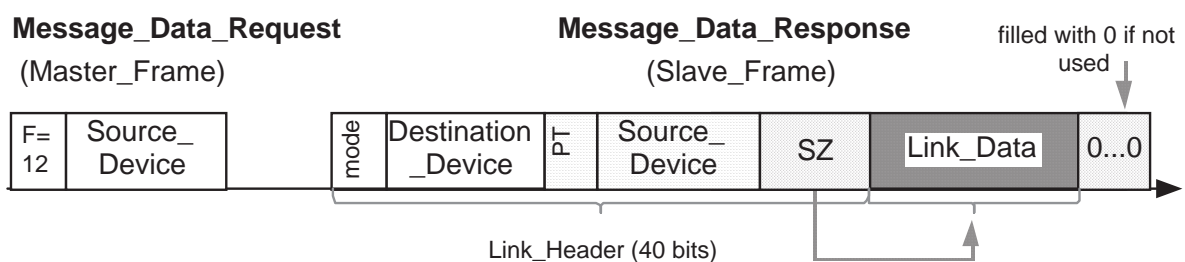 Message_Data_Request
(Master_Frame)
Message_Data_Response
(Slave_Frame)
filled with 0 if not
used
F=
12
Source_
Device
mode
Destination
_Device
PT
Source_
Device
SZ
Link_Data
0...0
Link_Header (40 bits)